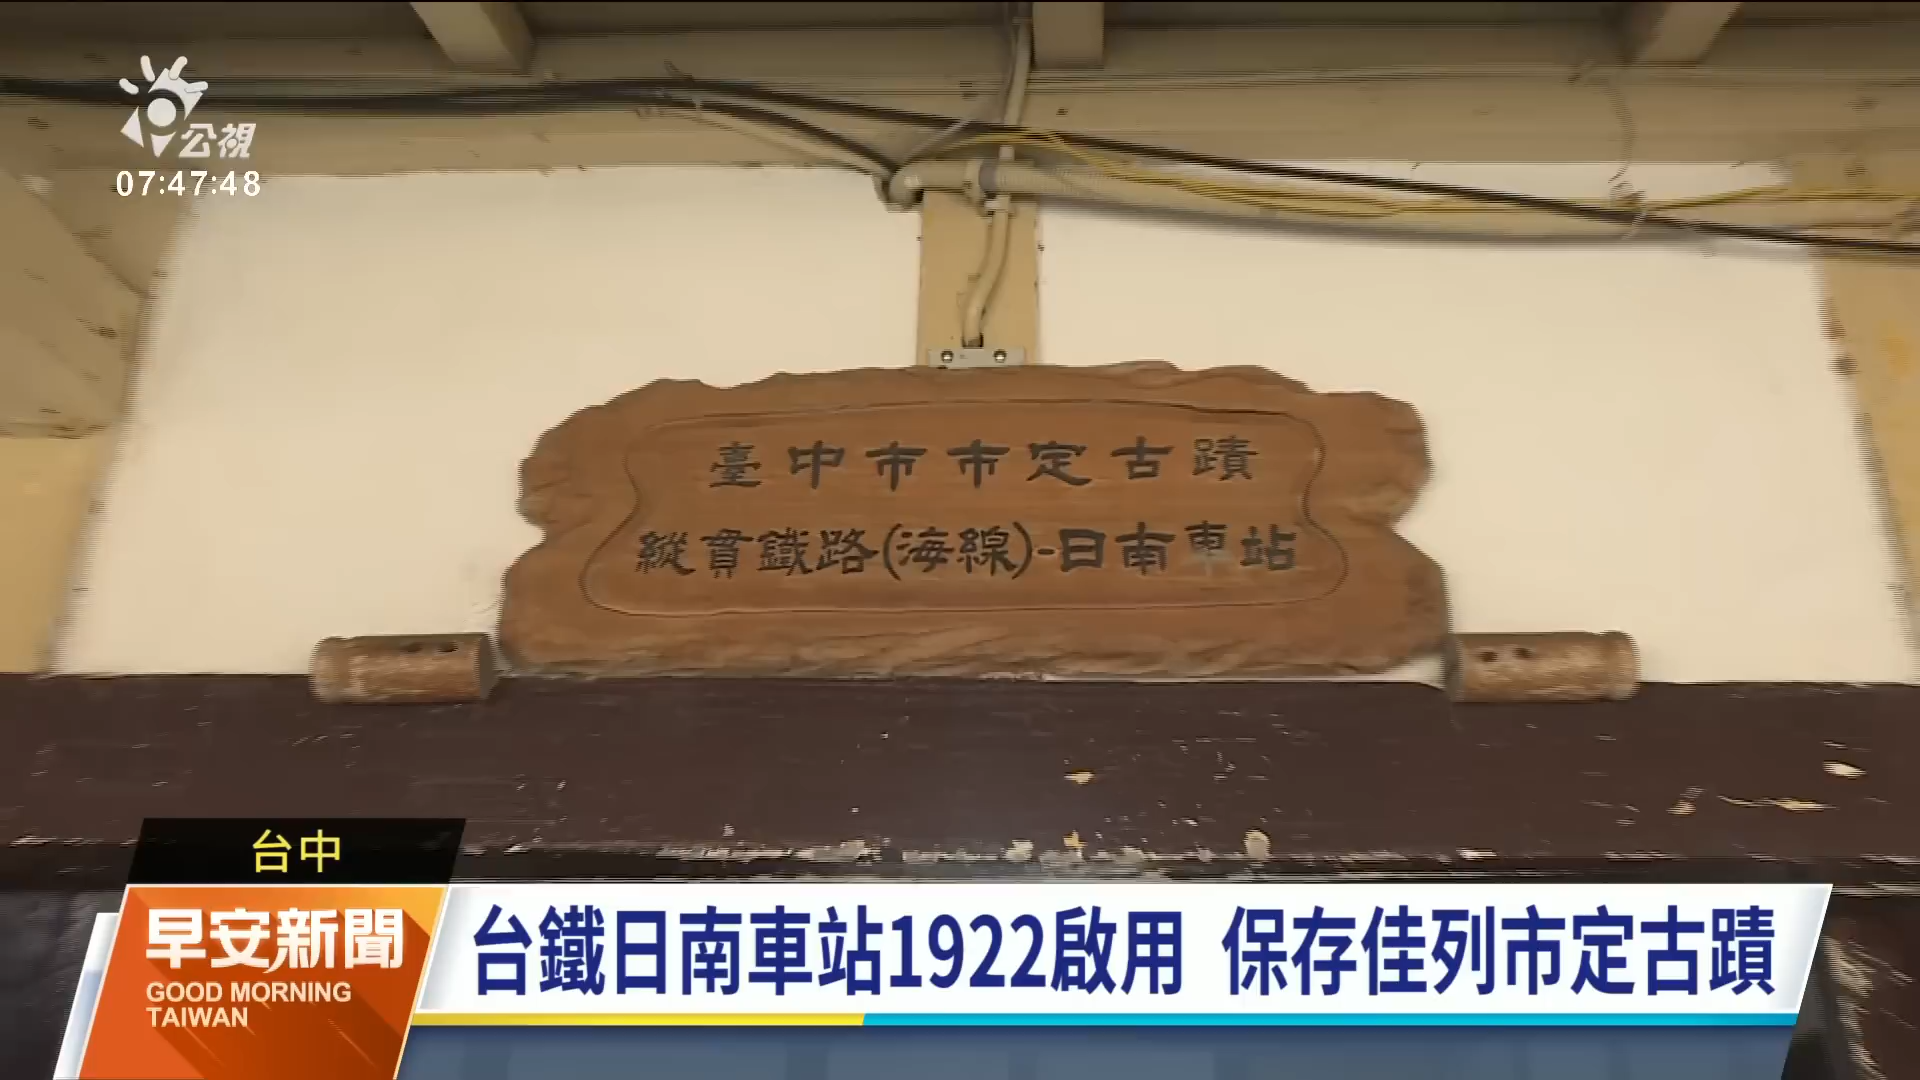 公視
07:47:48
臺中市市定古蹟
縱貫鐵路(海線)-日南車站
台中
早安新聞
GOOD MORNING
TAIWAN
台鐵日南車站1922啟用 保存佳列市定古蹟